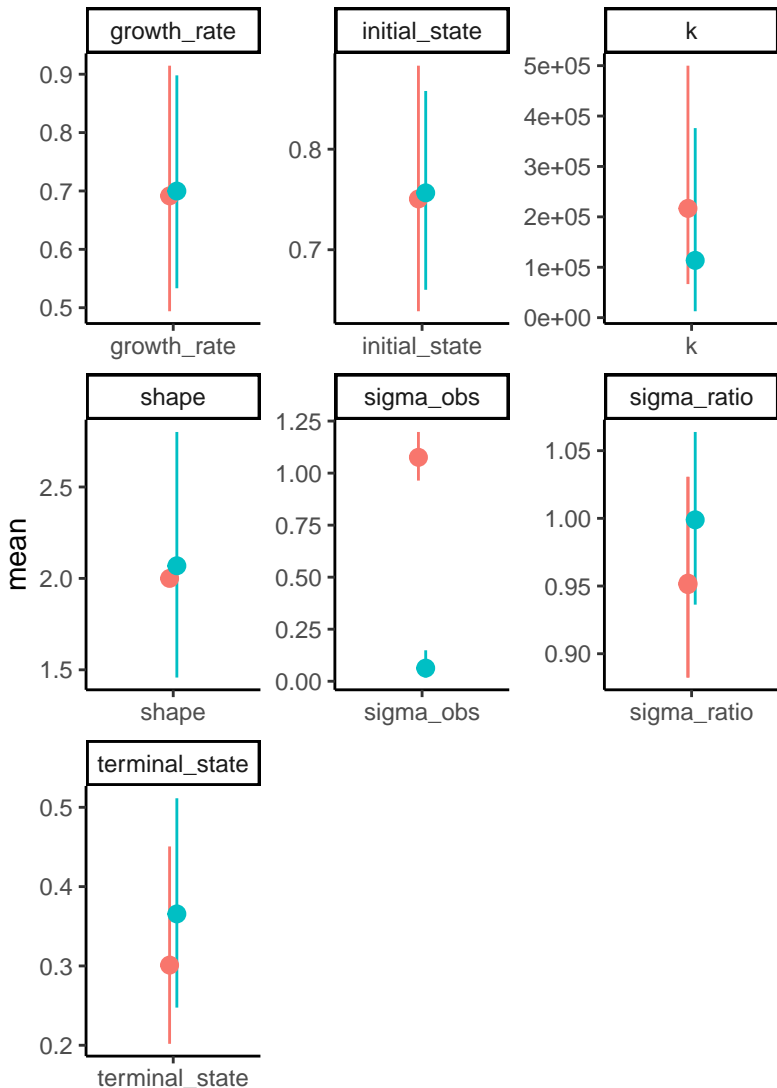 growth_rate
initial_state
k
0.9
0.8
0.7
0.6
0.5
0.8
0.7
5e+05
4e+05
3e+05
2e+05
1e+05
0e+00
growth_rate
initial_state
k
shape
sigma_obs
sigma_ratio
mean
2.5
2.0
1.5
1.25
1.00
0.75
0.50
0.25
0.00
1.05
1.00
0.95
0.90
shape
sigma_obs
sigma_ratio
terminal_state
0.5
0.4
0.3
0.2
terminal_state